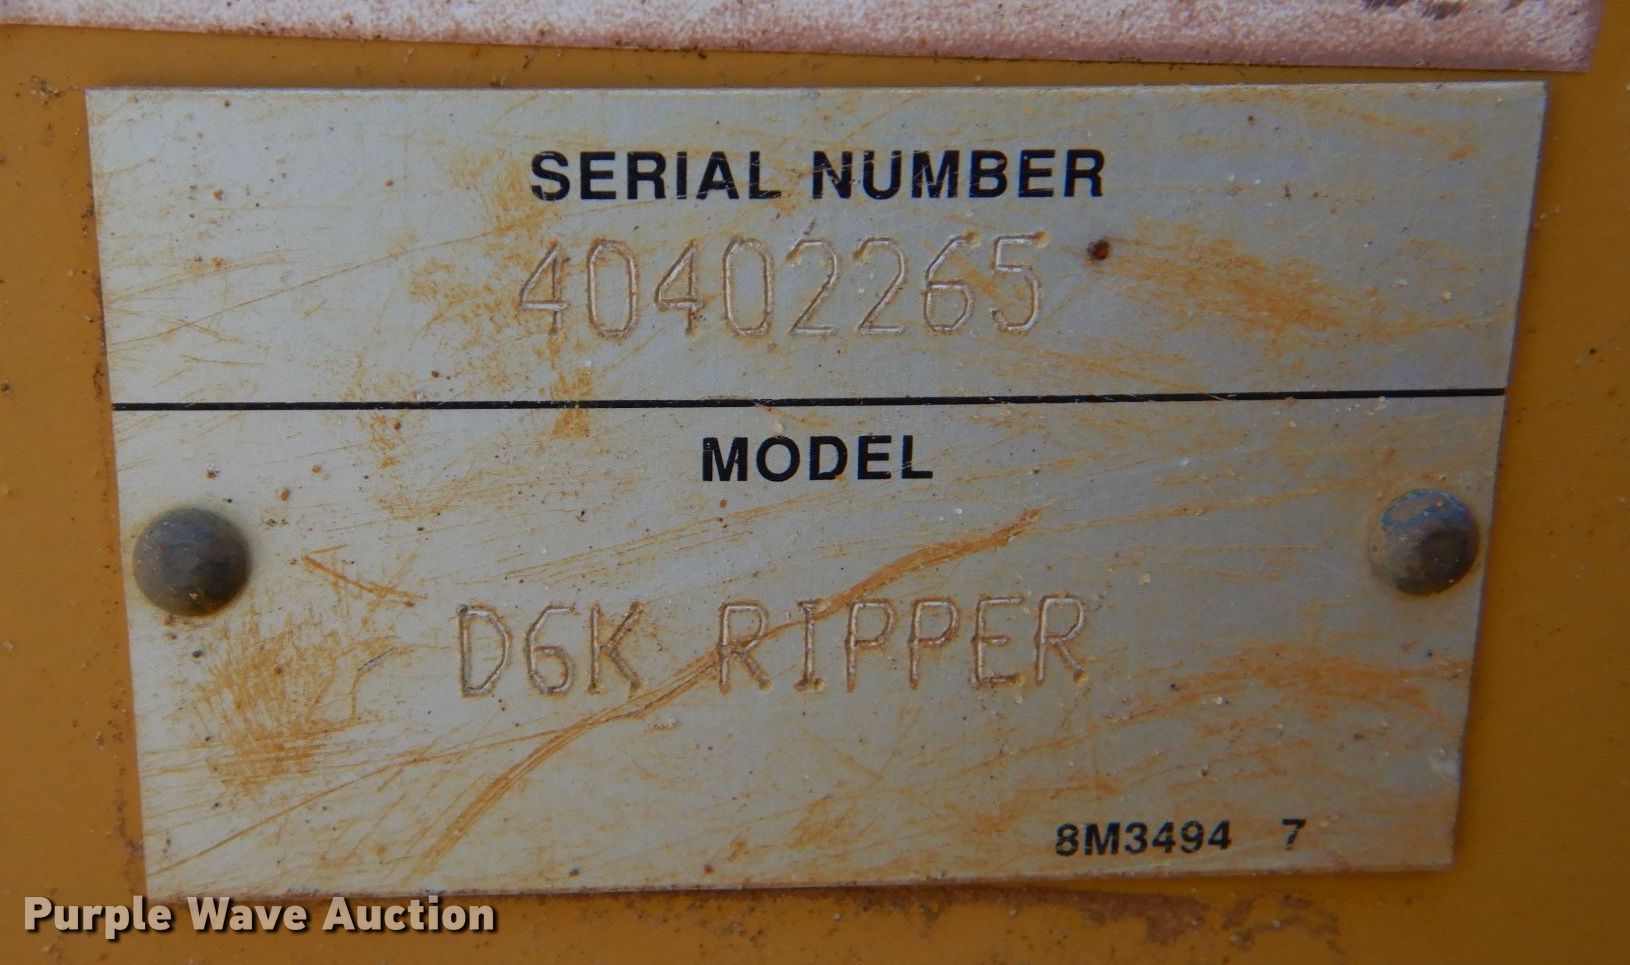 SERIAL NUMBER
40402265
MODEL
D6K RIPPER
8M3494 7
Purple Wave Auction